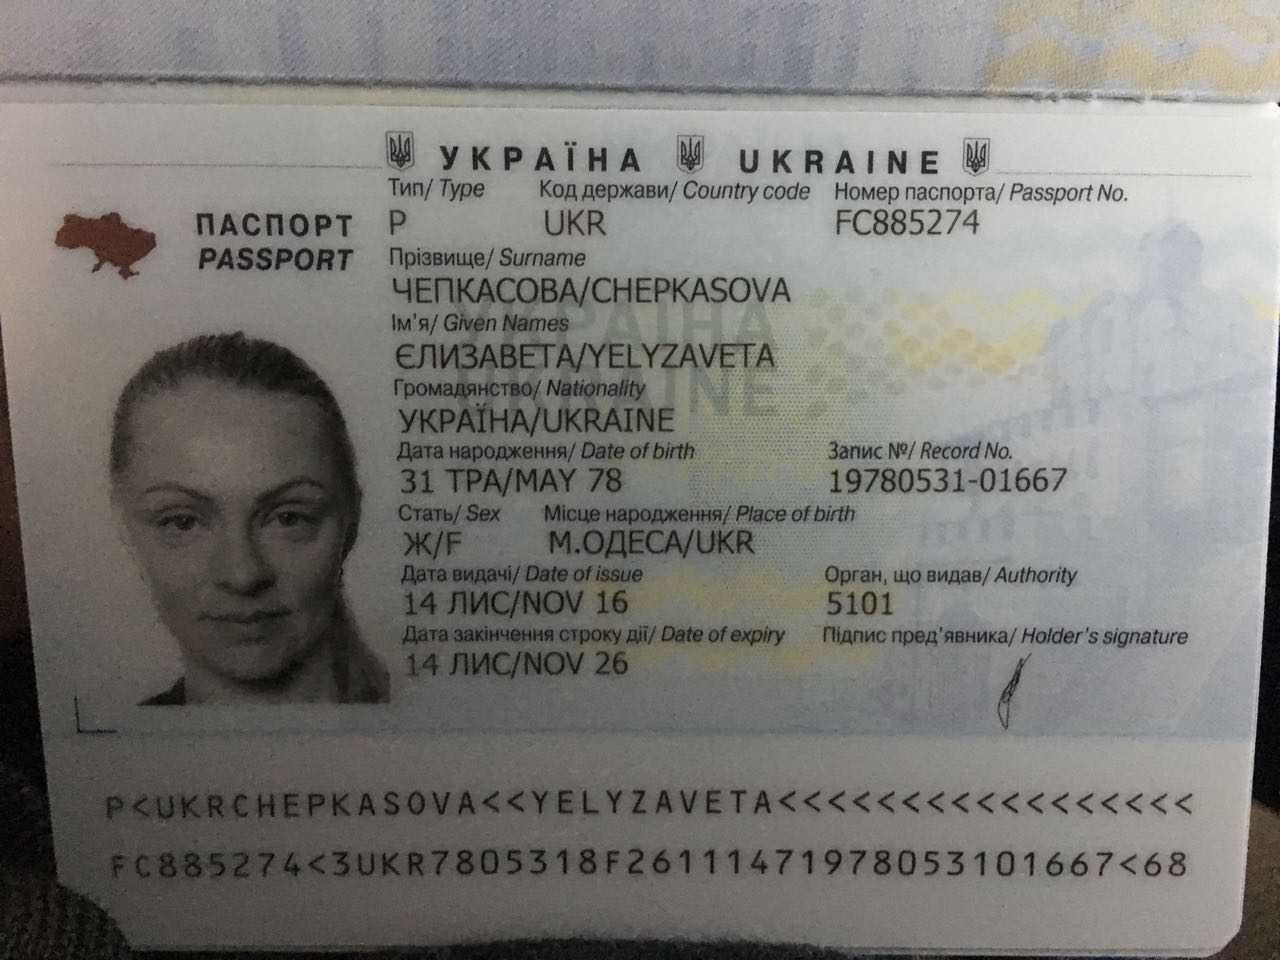 УКРАЇНА UKRAINE
Тип/ Type Код держави/ Country code Номер паспорта/ Passport No.
ПАСПОРТ P UKR FC885274
PASSPORT
Прізвище/ Surname
ЧЕПКАСОВА/CHEPKASOVA
Ім'я/ Given Names
ЄЛИЗАВЕТА/YELYZAVETA
Громадянство/ Nationality
УКРАЇНА/UKRAINE
Дата народження/ Date of birth Запис №/ Record No.
31 ТРА/MAY 78 19780531-01667
Стать/ Sex Місце народження/ Place of birth
Ж/F М.ОДЕСА/UKR
Дата видачі/ Date of issue Орган, що видав/ Authority
14 ЛИС/NOV 16 5101
Дата закінчення строку дії/ Date of expiry Підпис пред'явника/ Holder's signature
14 ЛИС/NOV 26
P<UKRCHEPKASOVA<<YELYZAVETA<<<<<<<<<<<<<<<<<
FC885274<3UKR7805318F26111471978053101667<68
УКРАЇНА
UKRAINE